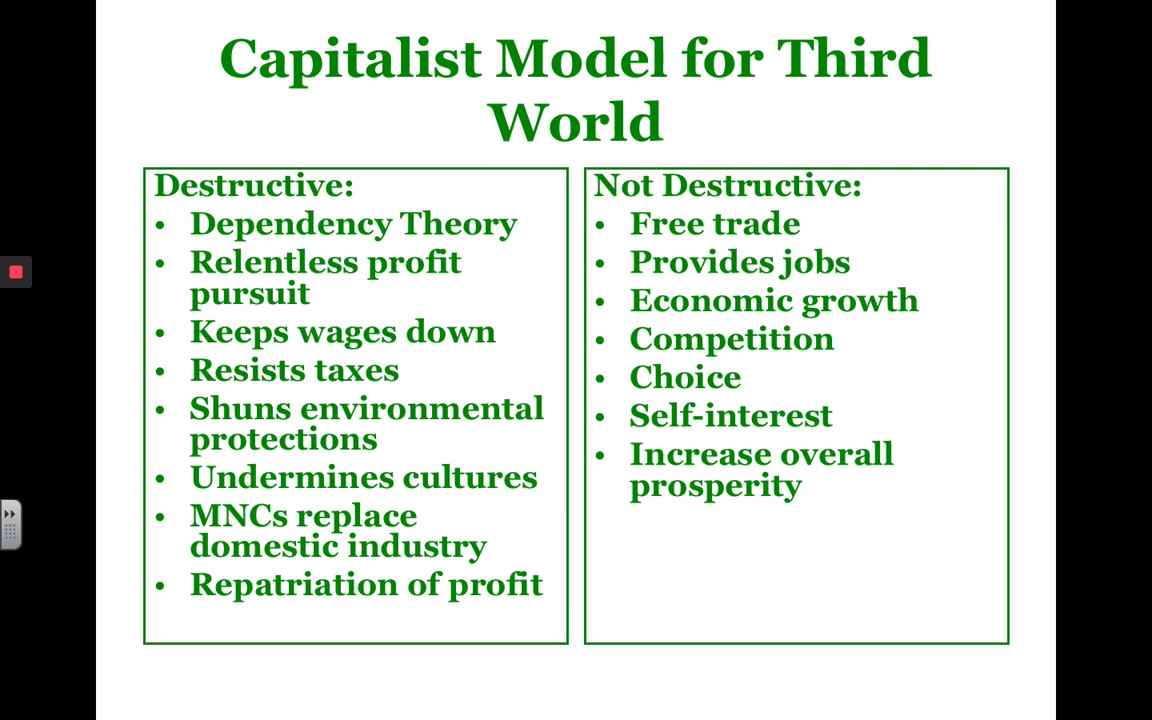 Capitalist Model for Third
World
Destructive:
• Dependency Theory
• Relentless profit
pursuit
• Keeps wages down
• Resists taxes
• Shuns environmental
protections
• Undermines cultures
• MNCs replace
domestic industry
• Repatriation of profit
Not Destructive:
• Free trade
• Provides jobs
• Economic growth
• Competition
• Choice
• Self-interest
• Increase overall
prosperity